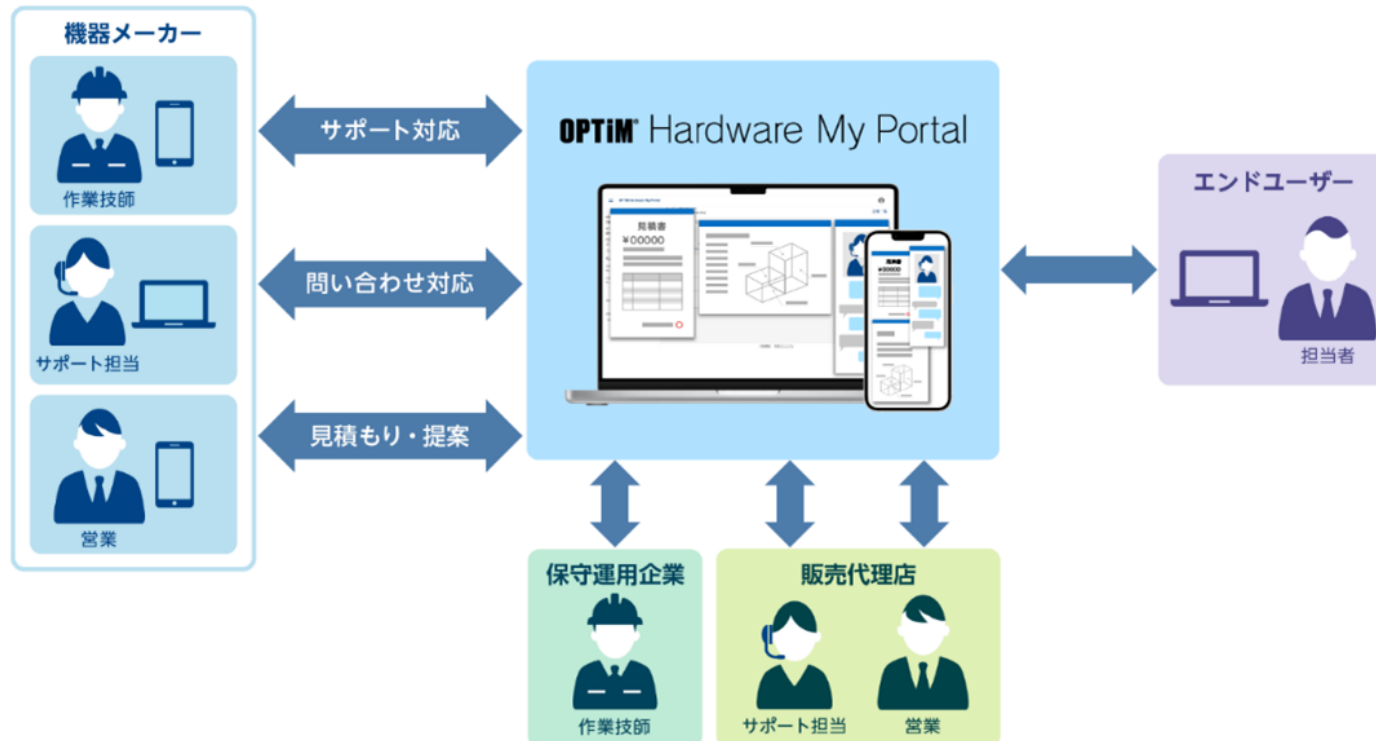 機器メーカー
作業技師
サポート担当
営業
サポート対応
問い合わせ対応
見積もり・提案
OPTiM® Hardware My Portal
見積書
¥00000
見積書
¥00000
エンドユーザー
担当者
保守運用企業
作業技師
販売代理店
サポート担当
営業